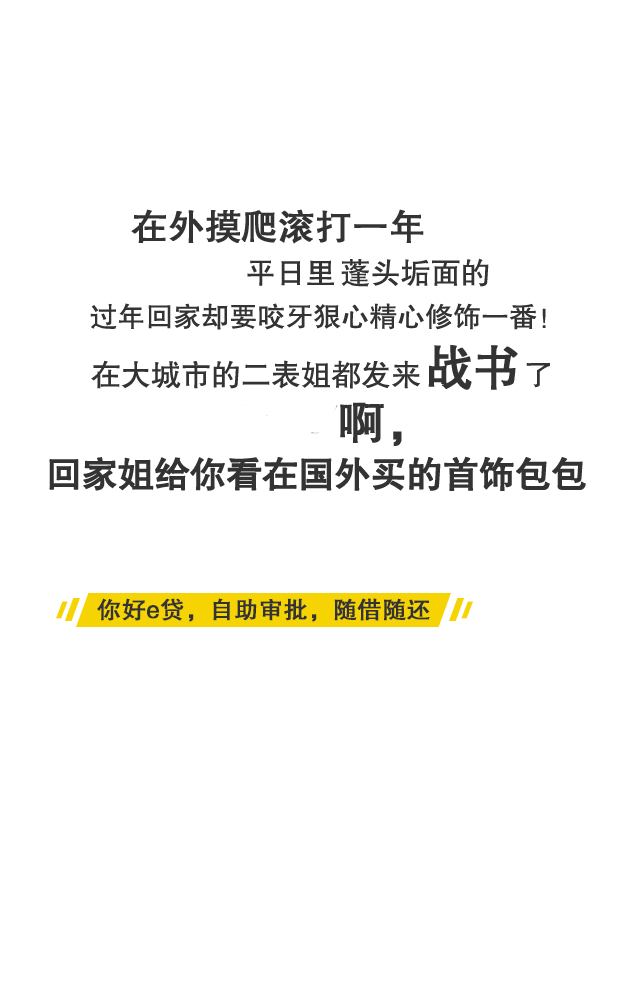 在外摸爬滚打一年
平日里 蓬头垢面的
过年回家却要咬牙狠心精心修饰一番！
在大城市的二表姐都发来 战书 了
啊，
回家姐给你看在国外买的首饰包包
你好e贷，自助审批，随借随还